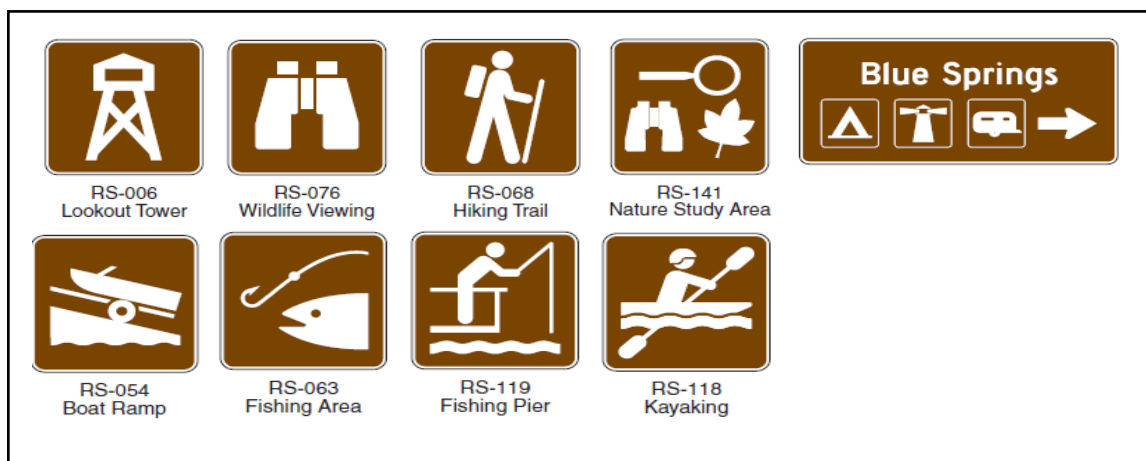 Blue Springs
RS-006
Lookout Tower
RS-076
Wildlife Viewing
RS-068
Hiking Trail
RS-141
Nature Study Area
RS-054
Boat Ramp
RS-063
Fishing Area
RS-119
Fishing Pier
RS-118
Kayaking